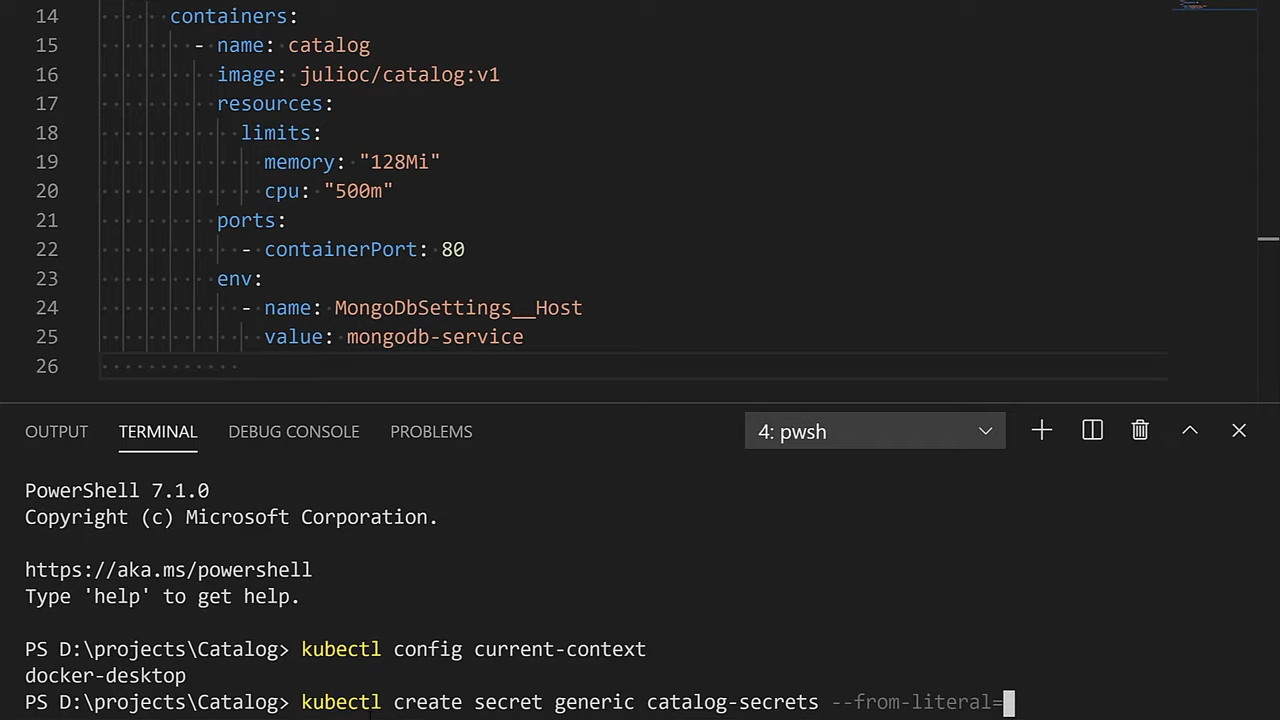 14 containers:
15 - name: catalog
16 image: julioc/catalog:v1
17 resources:
18 limits:
19 memory: "128Mi"
20 cpu: "500m"
21 ports:
22 - containerPort: 80
23 env:
24 - name: MongoDbSettings__Host
25 value: mongodb-service
26
OUTPUT TERMINAL DEBUG CONSOLE PROBLEMS 4: pwsh
PowerShell 7.1.0
Copyright (c) Microsoft Corporation.
https://aka.ms/powershell
Type 'help' to get help.
PS D:\projects\Catalog> kubectl config current-context
docker-desktop
PS D:\projects\Catalog> kubectl create secret generic catalog-secrets --from-literal=